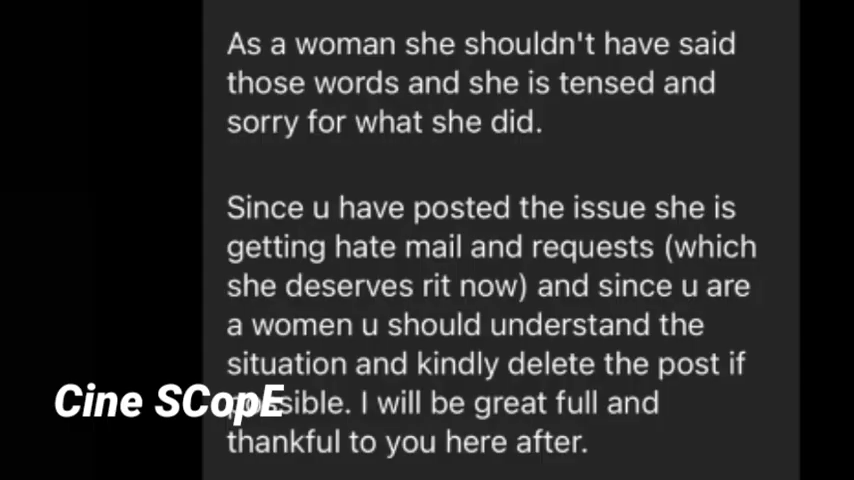 As a woman she shouldn't have said
those words and she is tensed and
sorry for what she did.
Since u have posted the issue she is
getting hate mail and requests (which
she deserves rit now) and since u are
a women u should understand the
situation and kindly delete the post if
possible. I will be great full and
thankful to you here after.
Cine SCopE